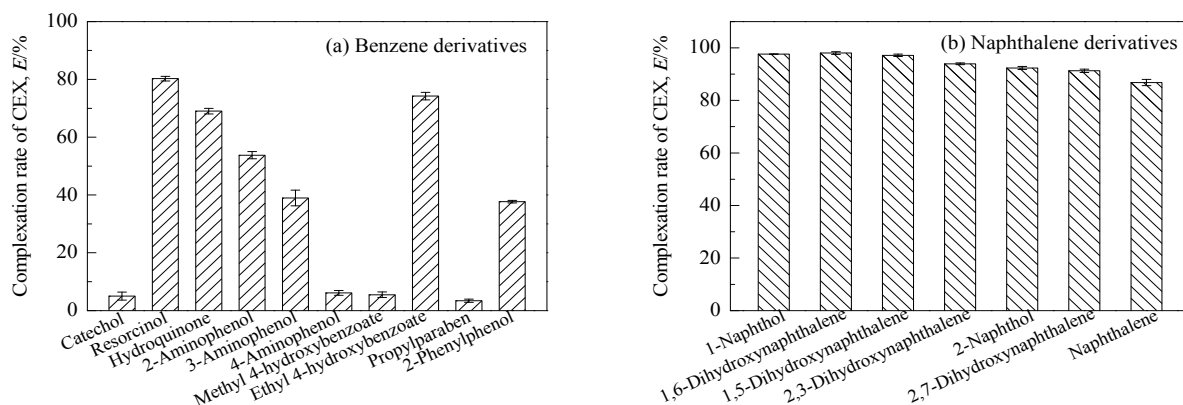 (a) Benzene derivatives
Complexation rate of CEX, E/%
100
80
60
40
20
0
Catechol
Resorcinol
Hydroquinone
2-Aminophenol
3-Aminophenol
4-Aminophenol
Methyl 4-hydroxybenzoate
Ethyl 4-hydroxybenzoate
Propylparaben
2-Phenylphenol
(b) Naphthalene derivatives
Complexation rate of CEX, E/%
100
80
60
40
20
0
1-Naphthol
1,6-Dihydroxynaphthalene
1,5-Dihydroxynaphthalene
2,3-Dihydroxynaphthalene
2-Naphthol
2,7-Dihydroxynaphthalene
Naphthalene